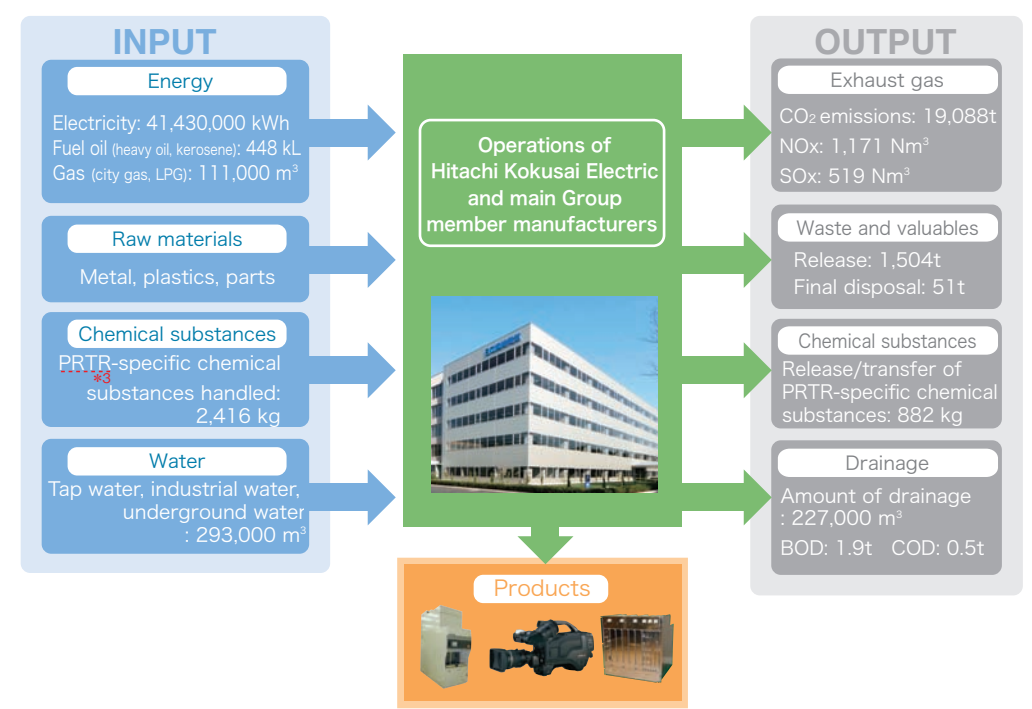 INPUT
Energy
Electricity: 41,430,000 kWh
Fuel oil (heavy oil, kerosene): 448 kL
Gas (city gas, LPG): 111,000 m³
Raw materials
Metal, plastics, parts
Chemical substances
PRTR-specific chemical
*3
substances handled:
2,416 kg
Water
Tap water, industrial water,
underground water
: 293,000 m³
Operations of
Hitachi Kokusai Electric
and main Group
member manufacturers
Products
OUTPUT
Exhaust gas
CO₂ emissions: 19,088t
NOx: 1,171 Nm³
SOx: 519 Nm³
Waste and valuables
Release: 1,504t
Final disposal: 51t
Chemical substances
Release/transfer of
PRTR-specific chemical
substances: 882 kg
Drainage
Amount of drainage
: 227,000 m³
BOD: 1.9t COD: 0.5t